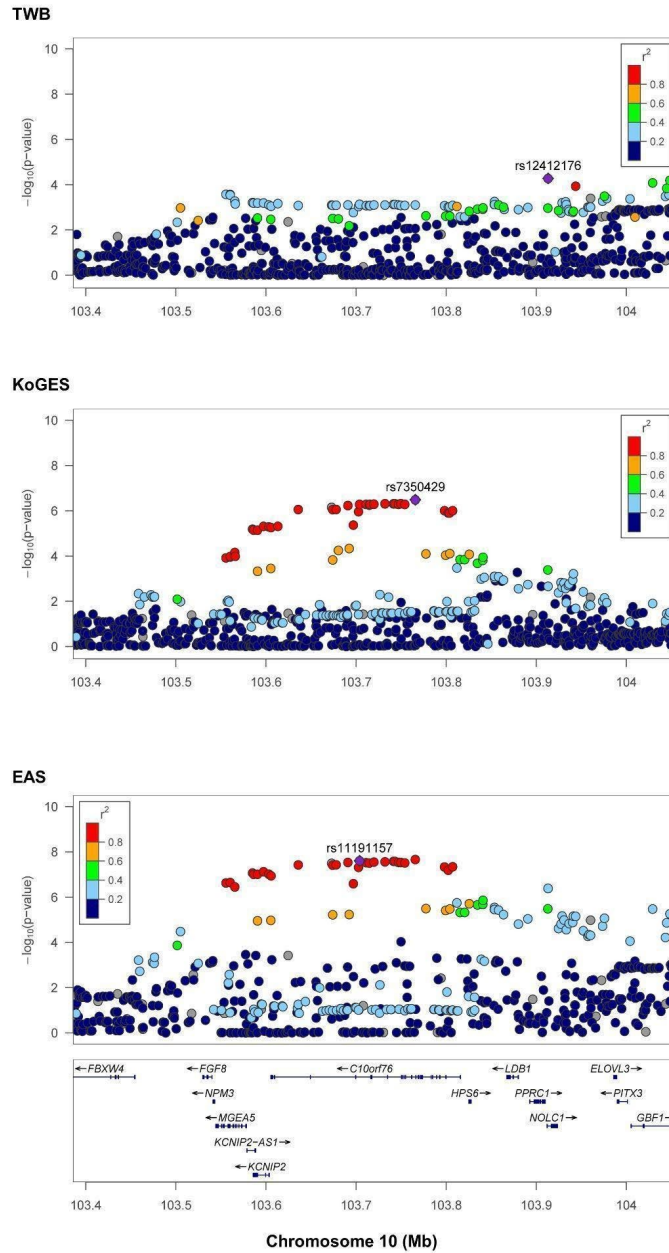 TWB
10
8
6
4
2
0
−log₁₀(p−value)
r²
0.8
0.6
0.4
0.2
rs12412176
103.4 103.5 103.6 103.7 103.8 103.9 104
KoGES
10
8
6
4
2
0
−log₁₀(p−value)
r²
0.8
0.6
0.4
0.2
rs7350429
103.4 103.5 103.6 103.7 103.8 103.9 104
EAS
10
8
6
4
2
0
−log₁₀(p−value)
r²
0.8
0.6
0.4
0.2
rs11191157
←FBXW4 ←FGF8 ←C10orf76 ←LDB1 ELOVL3→
←NPM3 HPS6→ PPRC1→ ←PITX3
←MGEA5 NOLC1→ GBF1→
KCNIP2−AS1→
←KCNIP2
103.4 103.5 103.6 103.7 103.8 103.9 104
Chromosome 10 (Mb)